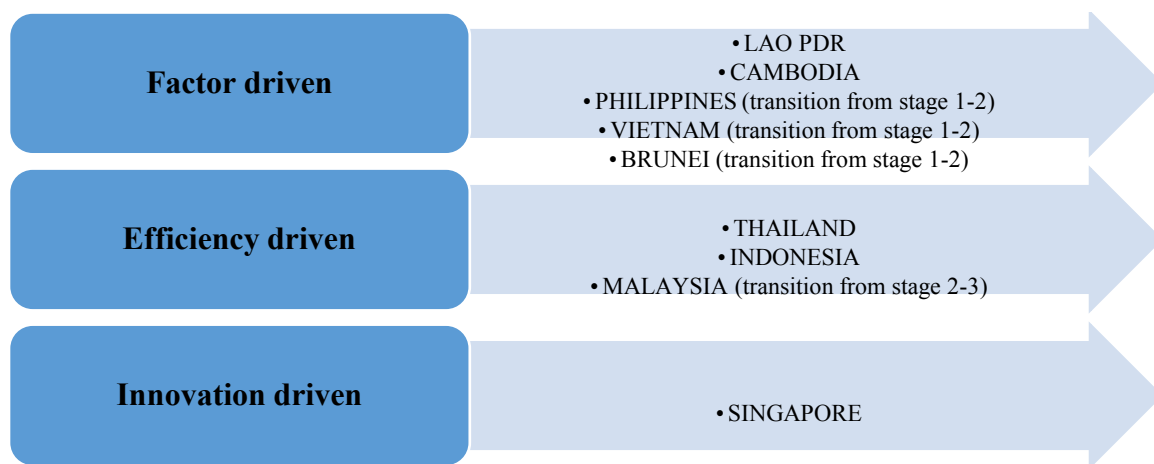 Factor driven
• LAO PDR
• CAMBODIA
• PHILIPPINES (transition from stage 1-2)
• VIETNAM (transition from stage 1-2)
• BRUNEI (transition from stage 1-2)
Efficiency driven
• THAILAND
• INDONESIA
• MALAYSIA (transition from stage 2-3)
Innovation driven
• SINGAPORE